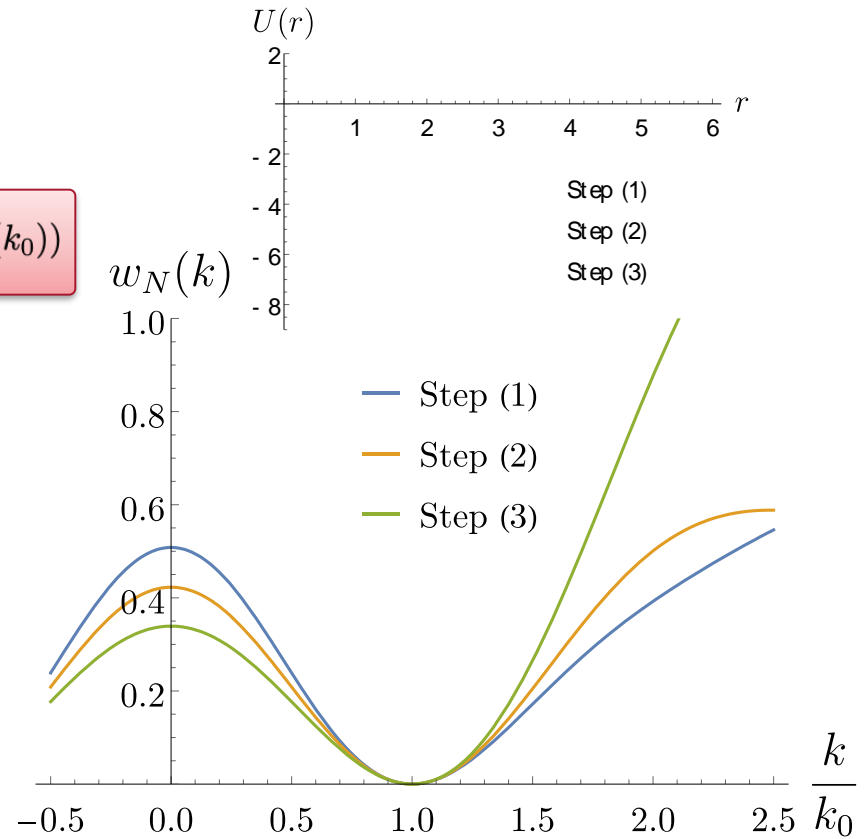 U(r)
2
r
1 2 3 4 5 6
- 2
Step (1)
- 4
k₀))
Step (2)
- 6
Step (3)
w_N(k)
- 8
1.0
Step (1)
0.8
Step (2)
0.6
Step (3)
0.4
0.2
k
k₀
−0.5 0.0 0.5 1.0 1.5 2.0 2.5